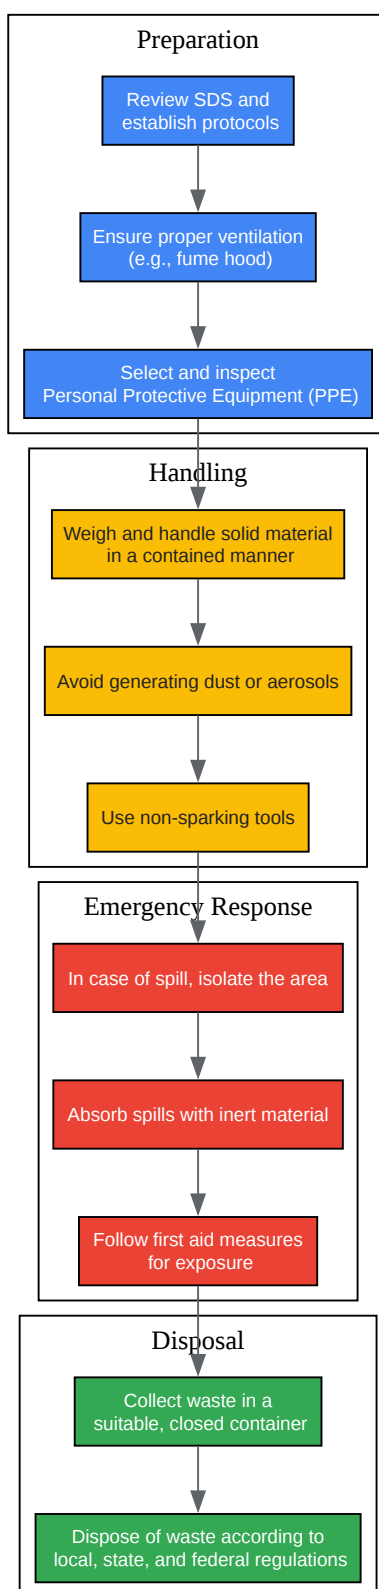 Preparation
Review SDS and
establish protocols
Ensure proper ventilation
(e.g., fume hood)
Select and inspect
Personal Protective Equipment (PPE)
Handling
Weigh and handle solid material
in a contained manner
Avoid generating dust or aerosols
Use non-sparking tools
Emergency Response
In case of spill, isolate the area
Absorb spills with inert material
Follow first aid measures
for exposure
Disposal
Collect waste in a
suitable, closed container
Dispose of waste according to
local, state, and federal regulations